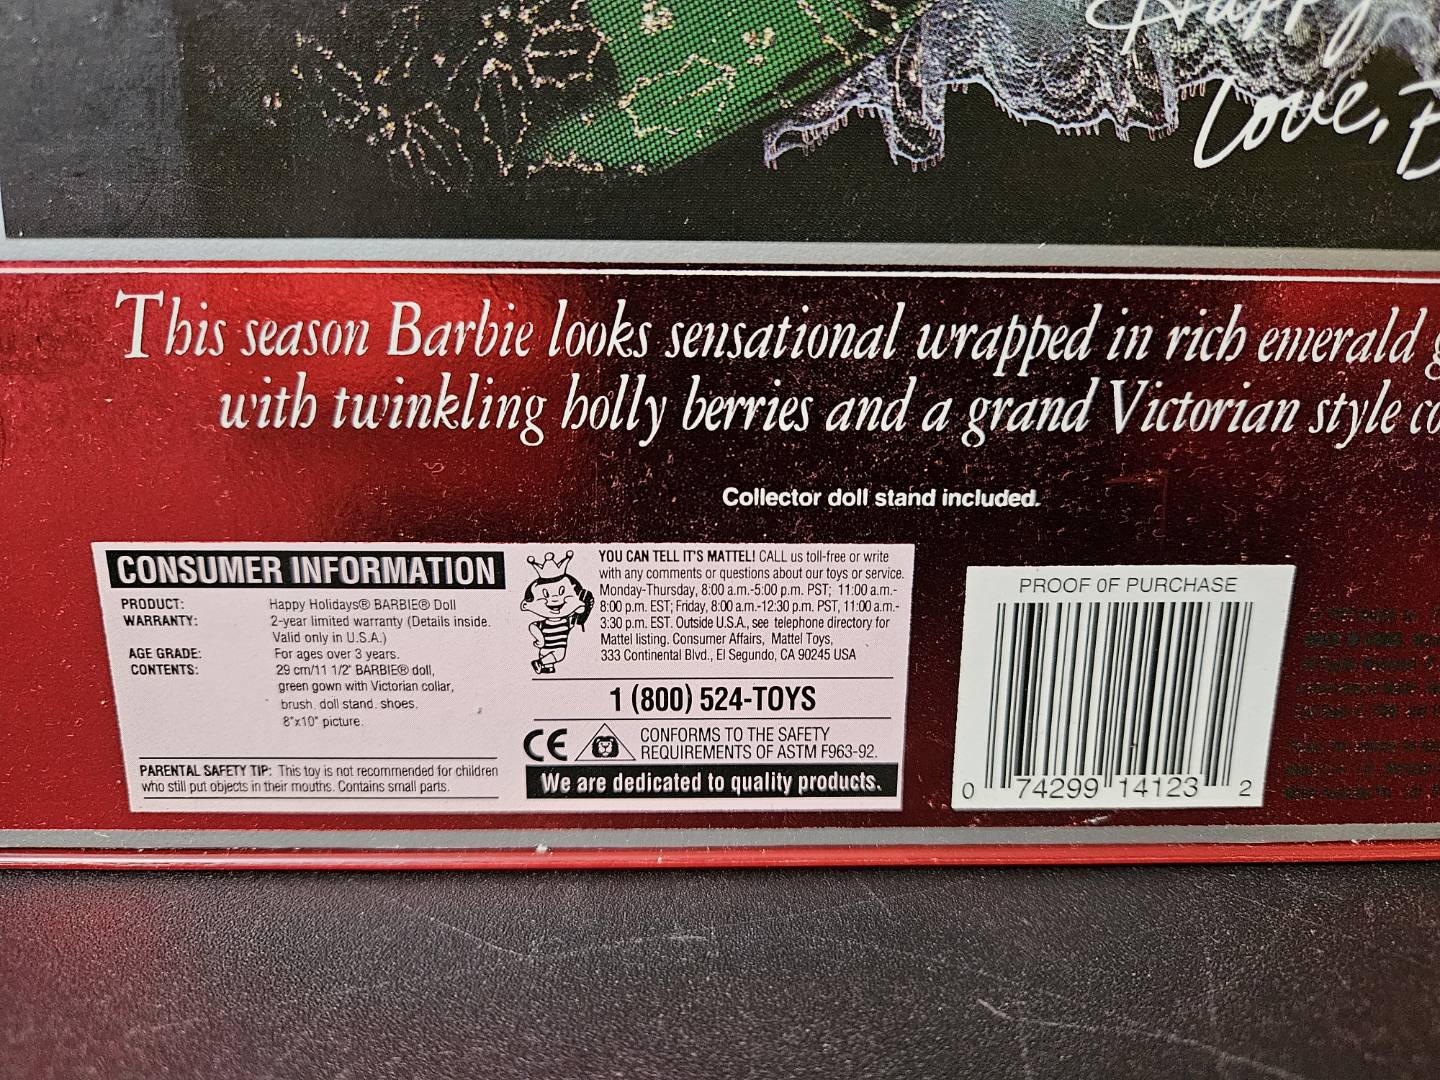 Happy
Love, B
This season Barbie looks sensational wrapped in rich emerald g
with twinkling holly berries and a grand Victorian style co
Collector doll stand included.
CONSUMER INFORMATION
PRODUCT: Happy Holidays® BARBIE® Doll
WARRANTY: 2-year limited warranty (Details inside.
Valid only in U.S.A.)
AGE GRADE: For ages over 3 years.
CONTENTS: 29 cm/11 1/2" BARBIE® doll,
green gown with Victorian collar,
brush, doll stand, shoes,
8"x10" picture.
PARENTAL SAFETY TIP: This toy is not recommended for children
who still put objects in their mouths. Contains small parts.
YOU CAN TELL IT'S MATTEL! CALL us toll-free or write
with any comments or questions about our toys or service.
Monday-Thursday, 8:00 a.m.-5:00 p.m. PST; 11:00 a.m.-
8:00 p.m. EST; Friday, 8:00 a.m.-12:30 p.m. PST, 11:00 a.m.-
3:30 p.m. EST. Outside U.S.A., see telephone directory for
Mattel listing. Consumer Affairs, Mattel Toys,
333 Continental Blvd., El Segundo, CA 90245 USA
1 (800) 524-TOYS
CE
CONFORMS TO THE SAFETY
REQUIREMENTS OF ASTM F963-92.
We are dedicated to quality products.
PROOF OF PURCHASE
0 74299 14123 2